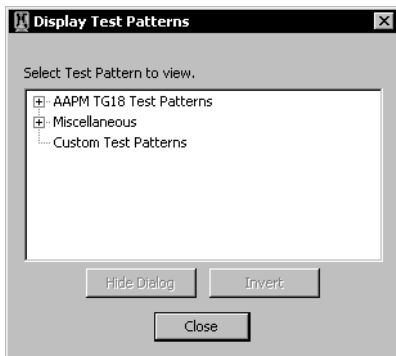 Display Test Patterns
Select Test Pattern to view.
AAPM TG18 Test Patterns
Miscellaneous
Custom Test Patterns
Hide Dialog Invert
Close